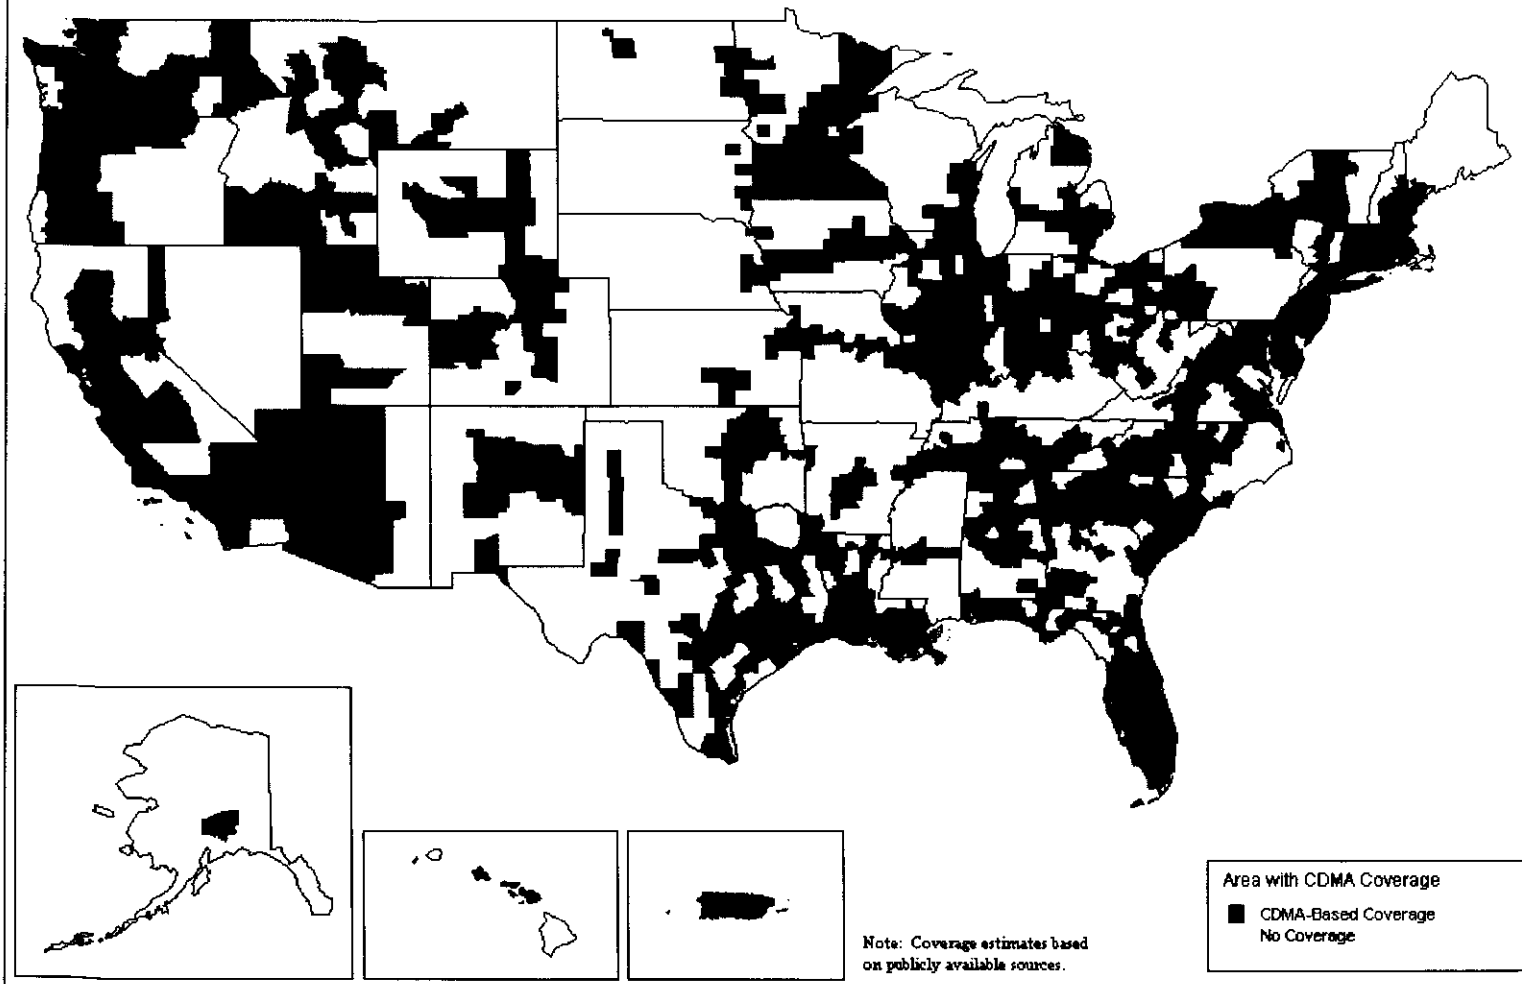 Note: Coverage estimates based
on publicly available sources.
Area with CDMA Coverage
CDMA-Based Coverage
No Coverage